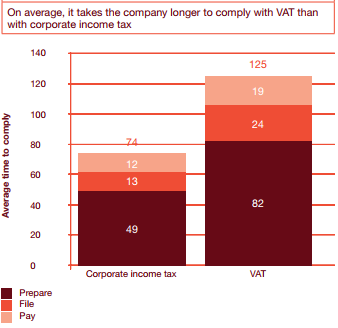 On average, it takes the company longer to comply with VAT than
with corporate income tax
Average time to comply
140
120
100
80
60
40
20
0
74
12
13
49
125
19
24
82
Corporate income tax
VAT
Prepare
File
Pay